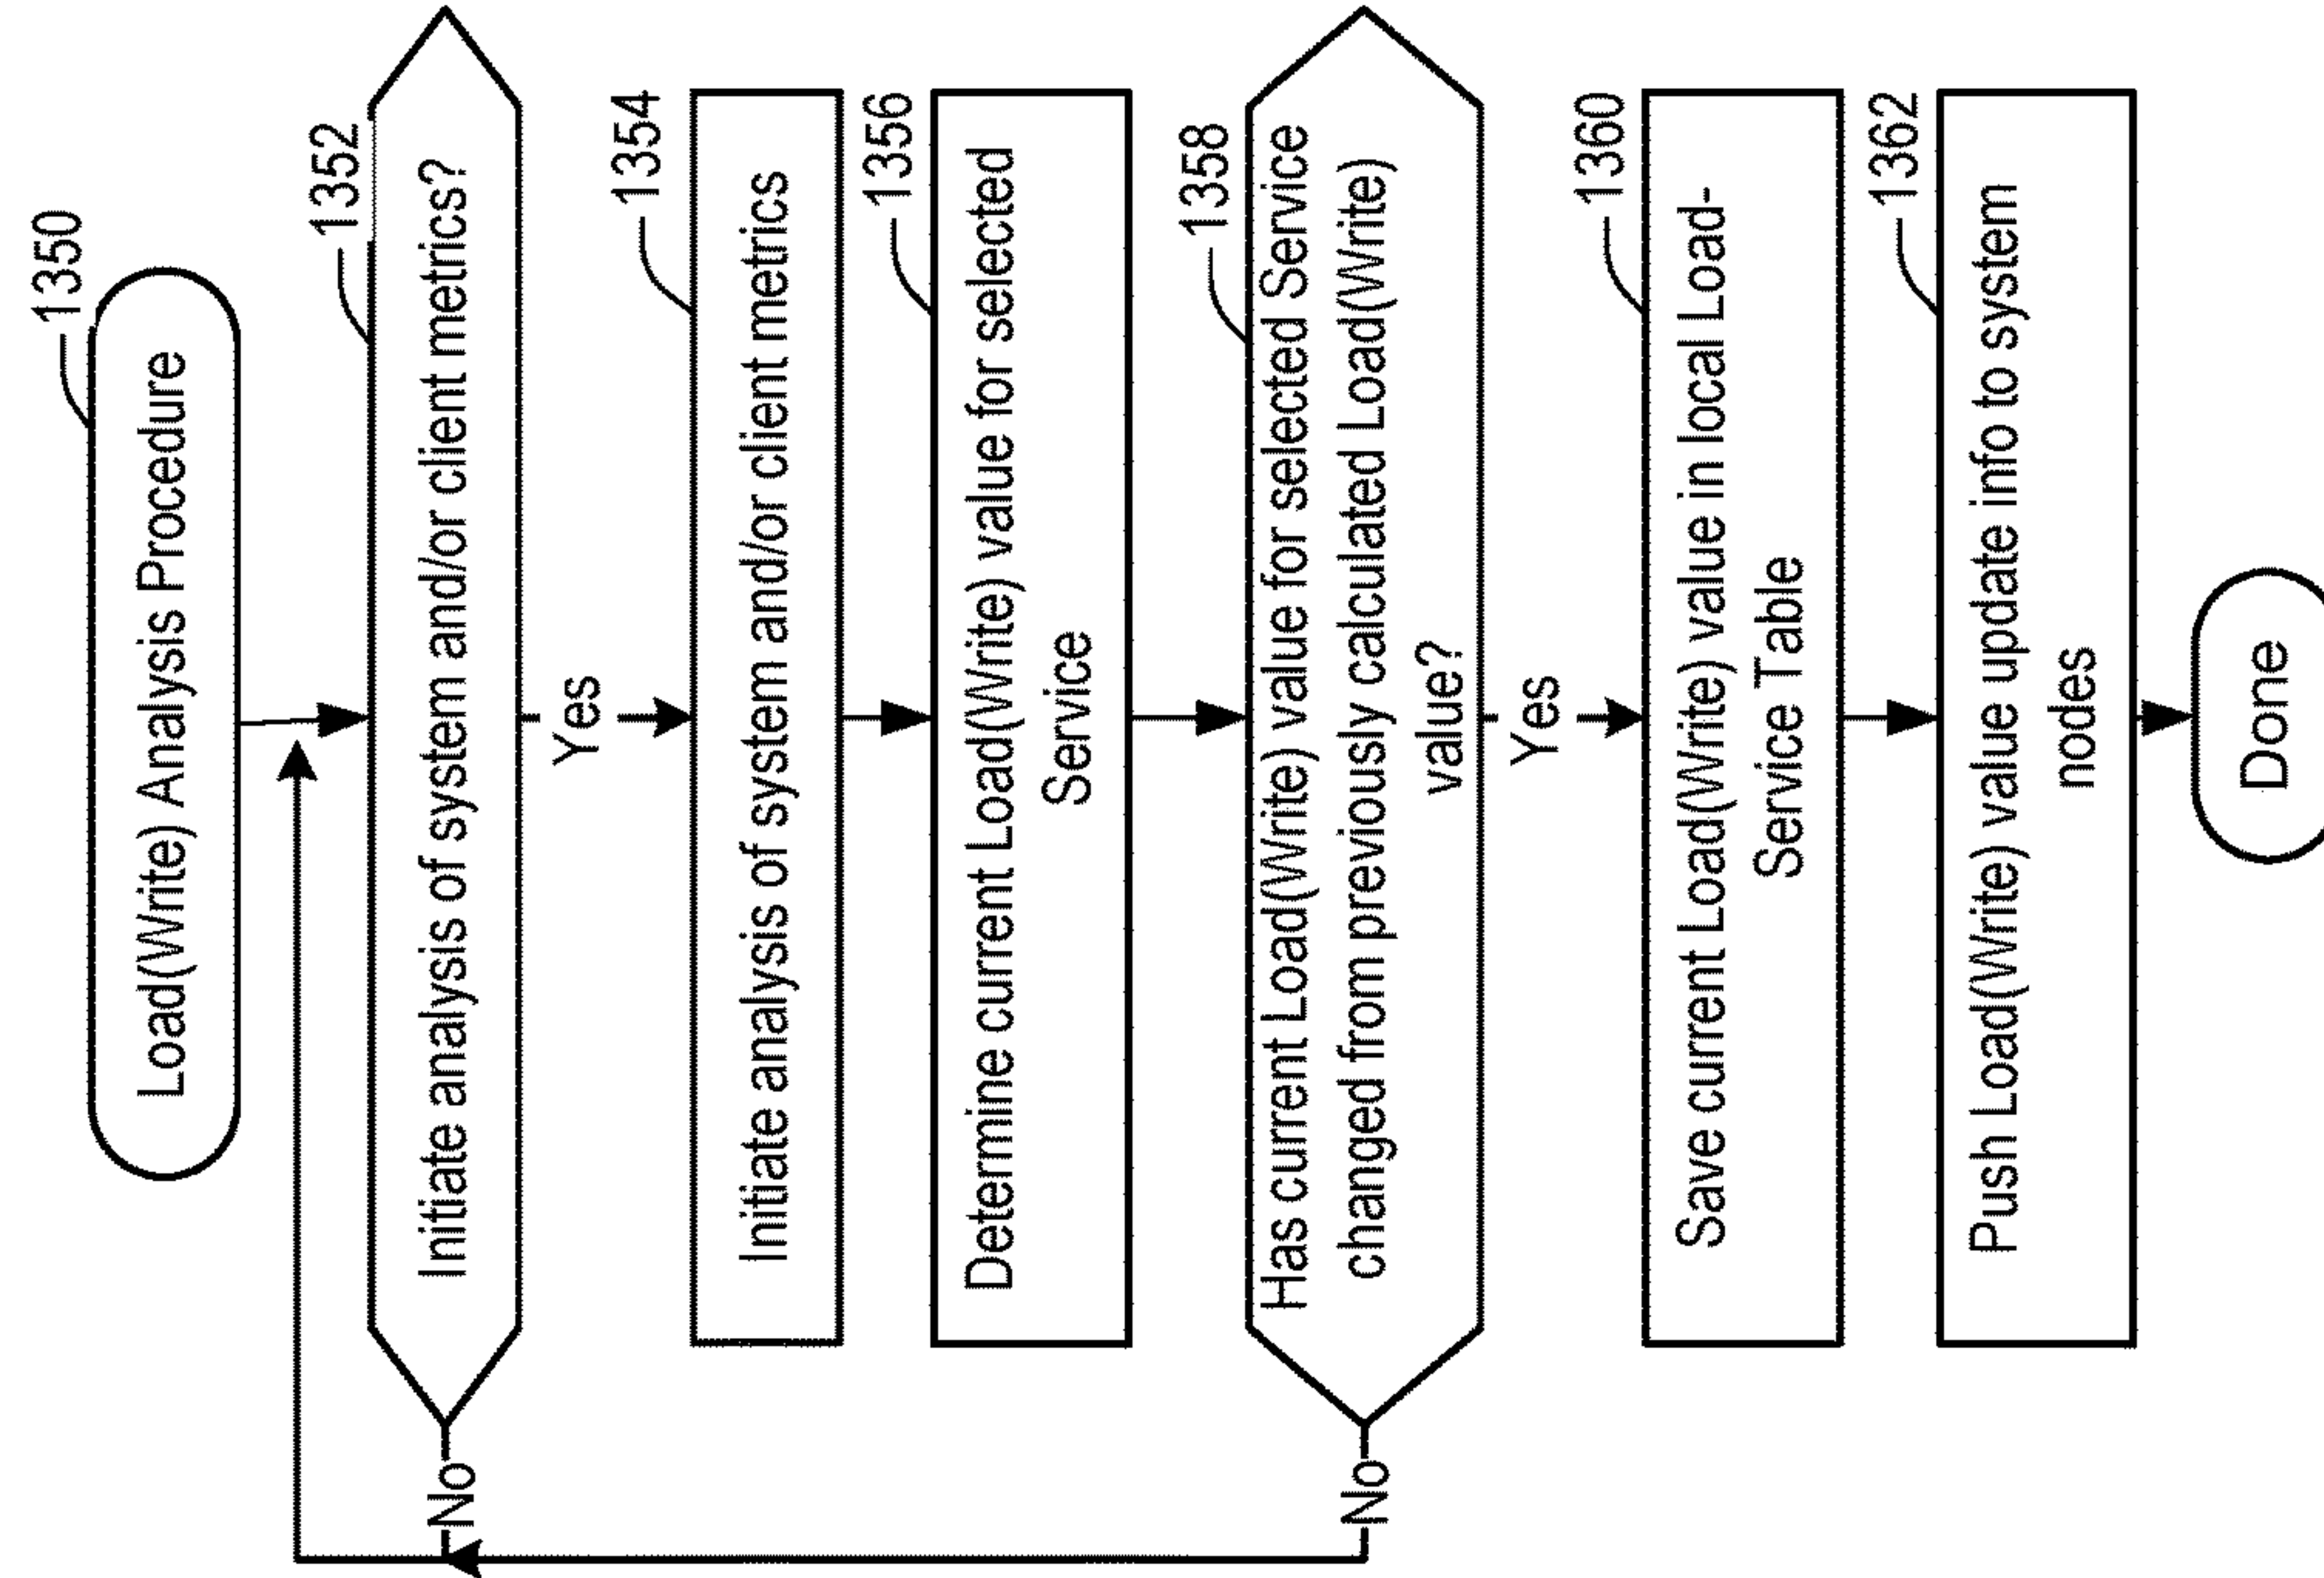 1350
Load(Write) Analysis Procedure
1352
Initiate analysis of system and/or client metrics?
No
Yes
1354
Initiate analysis of system and/or client metrics
1356
Determine current Load(Write) value for selected
Service
1358
Has current Load(Write) value for selected Service
changed from previously calculated Load(Write)
value?
No
Yes
1360
Save current Load(Write) value in local Load-
Service Table
1362
Push Load(Write) value update info to system
nodes
Done